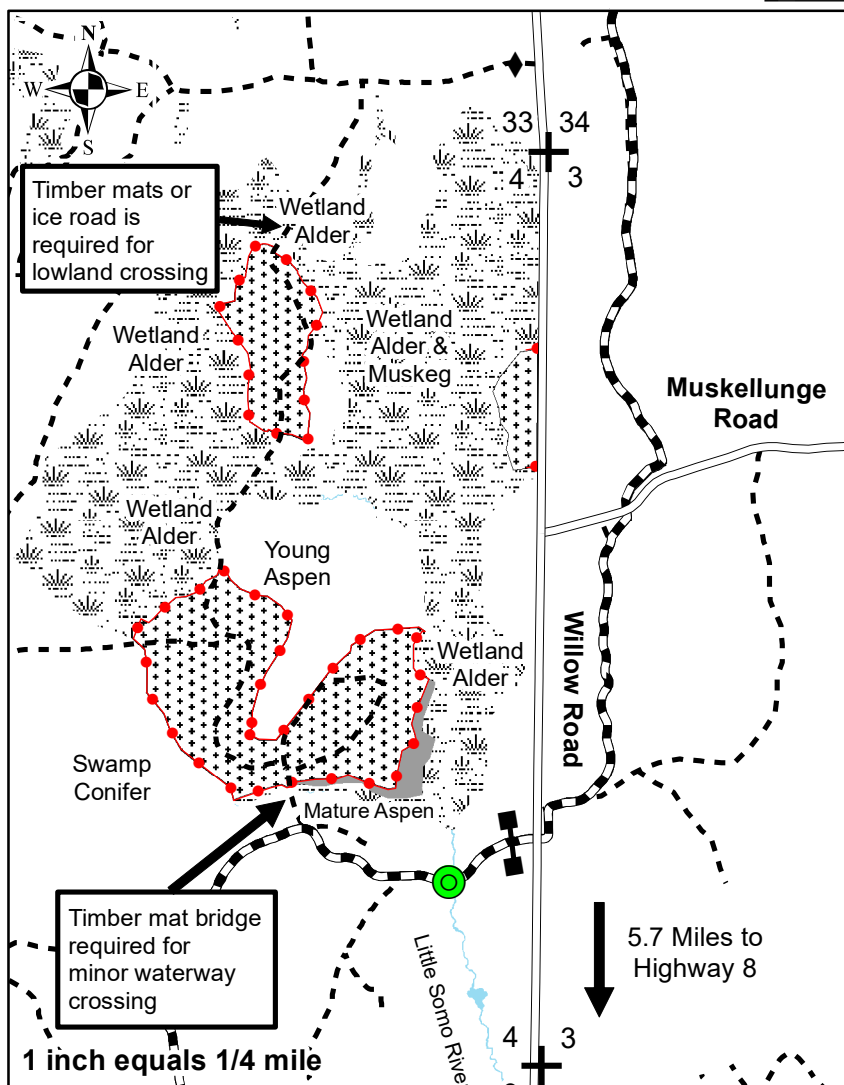 N
W
E
S
33 34
4 3
Timber mats or
ice road is
required for
lowland crossing
Wetland
Alder
Wetland
Alder
Wetland
Alder &
Muskeg
Muskellunge
Road
Wetland
Alder
Young
Aspen
Wetland
Alder
Willow Road
Swamp
Conifer
Mature Aspen
Timber mat bridge
required for
minor waterway
crossing
Little Somo River
5.7 Miles to
Highway 8
4 3
1 inch equals 1/4 mile